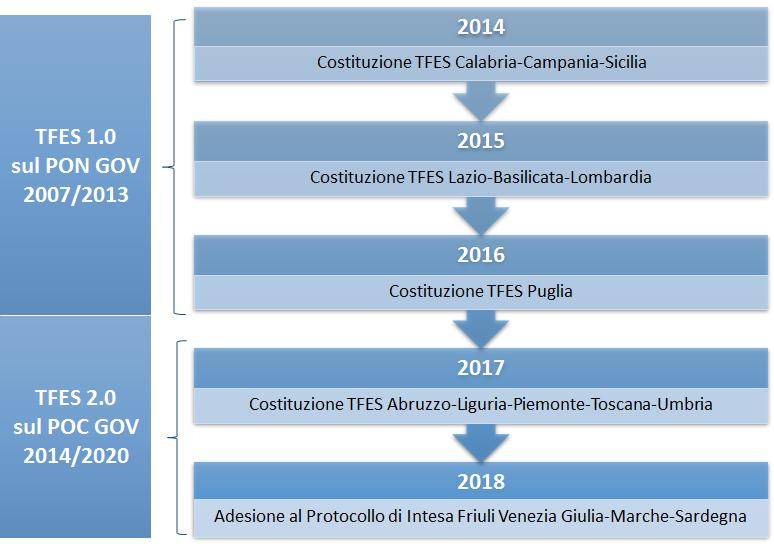 TFES 1.0
sul PON GOV
2007/2013
2014
Costituzione TFES Calabria-Campania-Sicilia
2015
Costituzione TFES Lazio-Basilicata-Lombardia
2016
Costituzione TFES Puglia
TFES 2.0
sul POC GOV
2014/2020
2017
Costituzione TFES Abruzzo-Liguria-Piemonte-Toscana-Umbria
2018
Adesione al Protocollo di Intesa Friuli Venezia Giulia-Marche-Sardegna